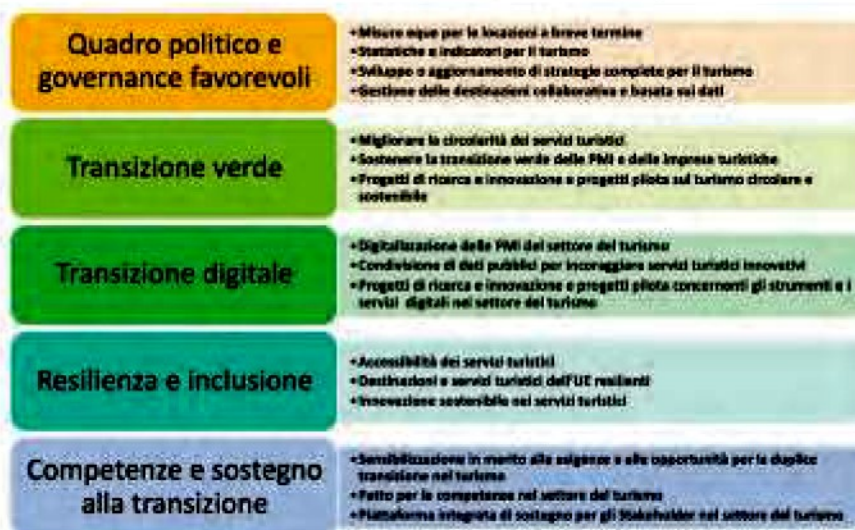 Quadro politico e
governance favorevoli
• Misure eque per le locazioni a breve termine
• Statistiche e indicatori per il turismo
• Sviluppo o aggiornamento di strategie complete per il turismo
• Gestione delle destinazioni collaborativa e basata sui dati
Transizione verde
• Migliorare la circolarità dei servizi turistici
• Sostenere la transizione verde delle PMI e delle imprese turistiche
• Progetti di ricerca e innovazione e progetti pilota sul turismo circolare e
sostenibile
Transizione digitale
• Digitalizzazione delle PMI del settore del turismo
• Condivisione di dati pubblici per incoraggiare servizi turistici innovativi
• Progetti di ricerca e innovazione e progetti pilota concernenti gli strumenti e i
servizi digitali nel settore del turismo
Resilienza e inclusione
• Accessibilità dei servizi turistici
• Destinazioni e servizi turistici dell'UE resilienti
• Innovazione sostenibile nei servizi turistici
Competenze e sostegno
alla transizione
• Sensibilizzazione in merito alle esigenze e alle opportunità per la duplice
transizione nel turismo
• Patto per le competenze nel settore del turismo
• Piattaforma integrata di sostegno per gli Stakeholder nel settore del turismo